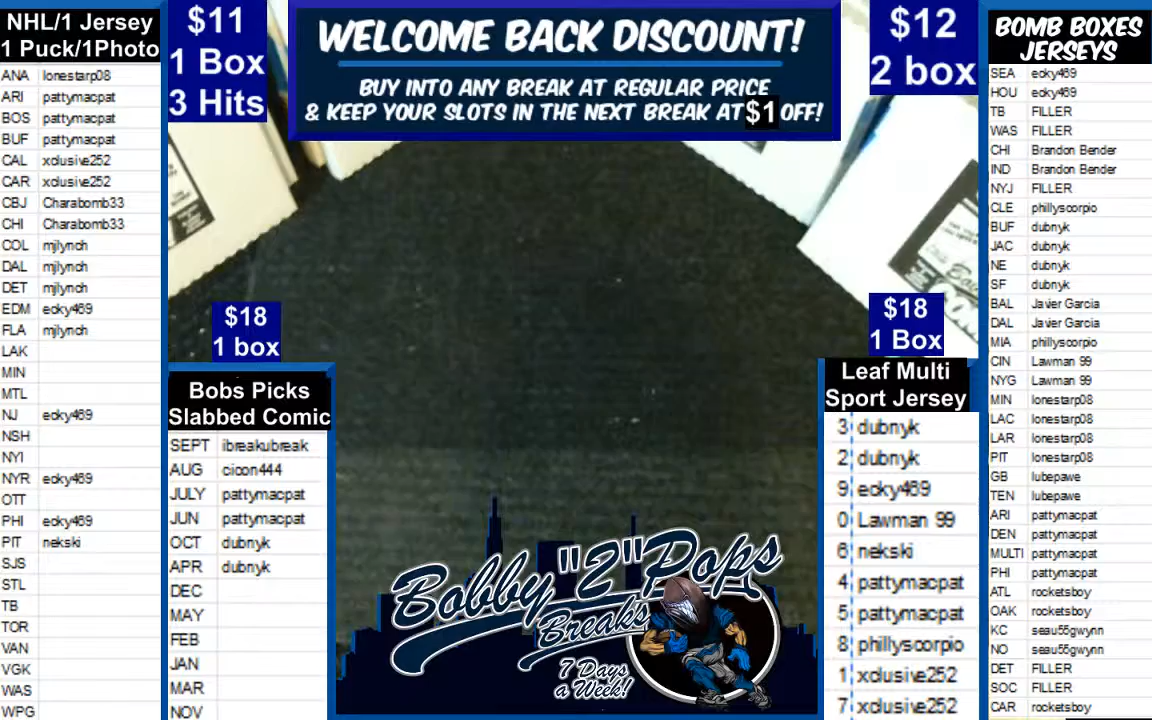 NHL/1 Jersey
1 Puck/1Photo
ANA lonestarp08
ARI pattymacpat
BOS pattymacpat
BUF pattymacpat
CAL xclusive252
CAR xclusive252
CBJ Charabomb33
CHI Charabomb33
COL mjlynch
DAL mjlynch
DET mjlynch
EDM ecky469
FLA mjlynch
LAK
MIN
MTL
NJ ecky469
NSH
NYI
NYR ecky469
OTT
PHI ecky469
PIT nekski
SJS
STL
TB
TOR
VAN
VGK
WAS
WPG
$11
1 Box
3 Hits
WELCOME BACK DISCOUNT!
BUY INTO ANY BREAK AT REGULAR PRICE
& KEEP YOUR SLOTS IN THE NEXT BREAK AT $1 OFF!
$12
2 box
$18
1 box
Bobs Picks
Slabbed Comic
SEPT ibreakubreak
AUG cicon444
JULY pattymacpat
JUN pattymacpat
OCT dubnyk
APR dubnyk
DEC
MAY
FEB
JAN
MAR
NOV
Bobby "2" Pops
Breaks
7 Days
a Week!
$18
1 Box
Leaf Multi
Sport Jersey
3 dubnyk
2 dubnyk
9 ecky469
0 Lawman 99
6 nekski
4 pattymacpat
5 pattymacpat
8 phillyscorpio
1 xclusive252
7 xclusive252
BOMB BOXES
JERSEYS
SEA ecky469
HOU ecky469
TB FILLER
WAS FILLER
CHI Brandon Bender
IND Brandon Bender
NYJ FILLER
CLE phillyscorpio
BUF dubnyk
JAC dubnyk
NE dubnyk
SF dubnyk
BAL Javier Garcia
DAL Javier Garcia
MIA phillyscorpio
CIN Lawman 99
NYG Lawman 99
MIN lonestarp08
LAC lonestarp08
LAR lonestarp08
PIT lonestarp08
GB lubepawe
TEN lubepawe
ARI pattymacpat
DEN pattymacpat
MULTI pattymacpat
PHI pattymacpat
ATL rocketsboy
OAK rocketsboy
KC seau55gwynn
NO seau55gwynn
DET FILLER
SOC FILLER
CAR rocketsboy